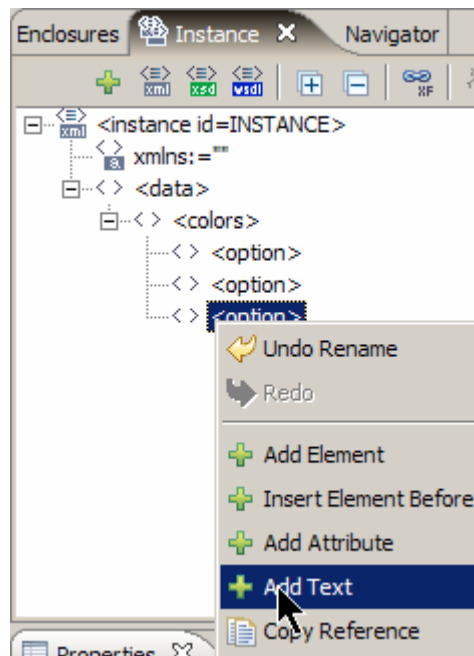 Enclosures Instance Navigator
xml xsd wsdl XF
<instance id=INSTANCE>
a xmlns:=""
<data>
<colors>
<option>
<option>
<option>
Undo Rename
Redo
Add Element
Insert Element Before
Add Attribute
Add Text
Copy Reference
Properties